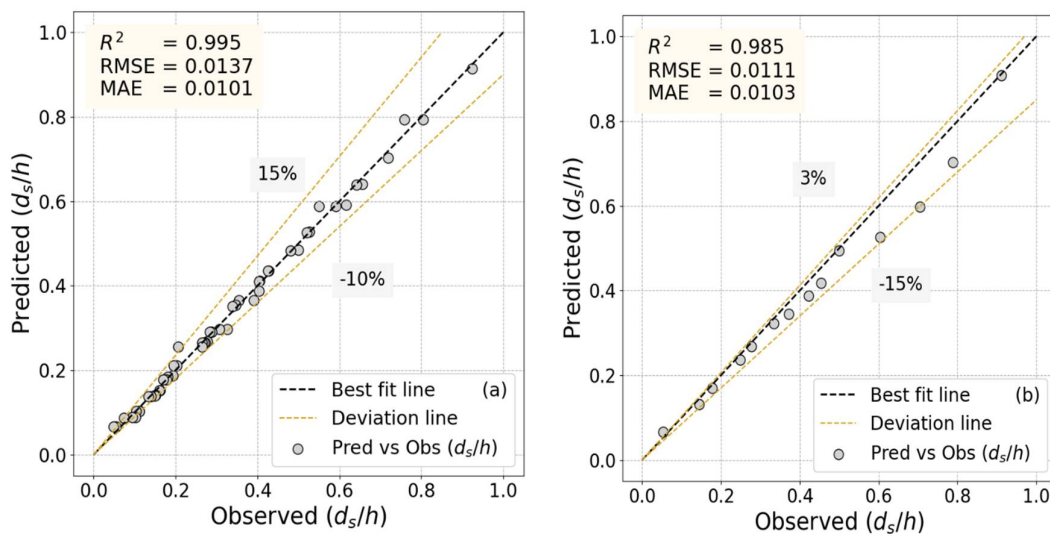 R² = 0.995
RMSE = 0.0137
MAE = 0.0101
15%
-10%
Best fit line (a)
Deviation line
Pred vs Obs (dₛ/h)
Predicted (dₛ/h)
1.0
0.8
0.6
0.4
0.2
0.0
0.0 0.2 0.4 0.6 0.8 1.0
Observed (dₛ/h)
R² = 0.985
RMSE = 0.0111
MAE = 0.0103
3%
-15%
Best fit line (b)
Deviation line
Pred vs Obs (dₛ/h)
Predicted (dₛ/h)
1.0
0.8
0.6
0.4
0.2
0.0
0.0 0.2 0.4 0.6 0.8 1.0
Observed (dₛ/h)